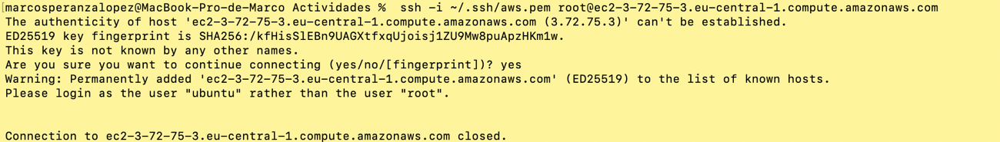 [marcosperanzalopez@MacBook-Pro-de-Marco Actividades %  ssh -i ~/.ssh/aws.pem root@ec2-3-72-75-3.eu-central-1.compute.amazonaws.com
The authenticity of host 'ec2-3-72-75-3.eu-central-1.compute.amazonaws.com (3.72.75.3)' can't be established.
ED25519 key fingerprint is SHA256:/kfHisSlEBn9UAGXtfxqUjoisj1ZU9Mw8puApzHKm1w.
This key is not known by any other names.
Are you sure you want to continue connecting (yes/no/[fingerprint])? yes
Warning: Permanently added 'ec2-3-72-75-3.eu-central-1.compute.amazonaws.com' (ED25519) to the list of known hosts.
Please login as the user "ubuntu" rather than the user "root".
Connection to ec2-3-72-75-3.eu-central-1.compute.amazonaws.com closed.